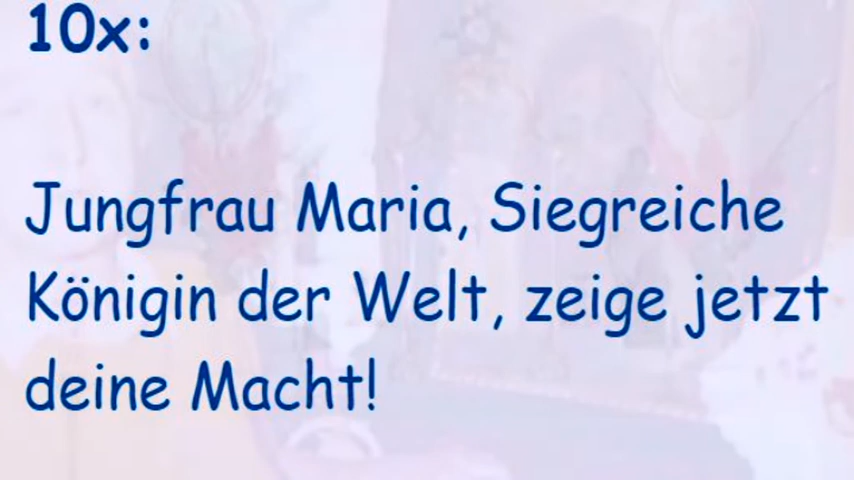 10x:
Jungfrau Maria, Siegreiche
Königin der Welt, zeige jetzt
deine Macht!